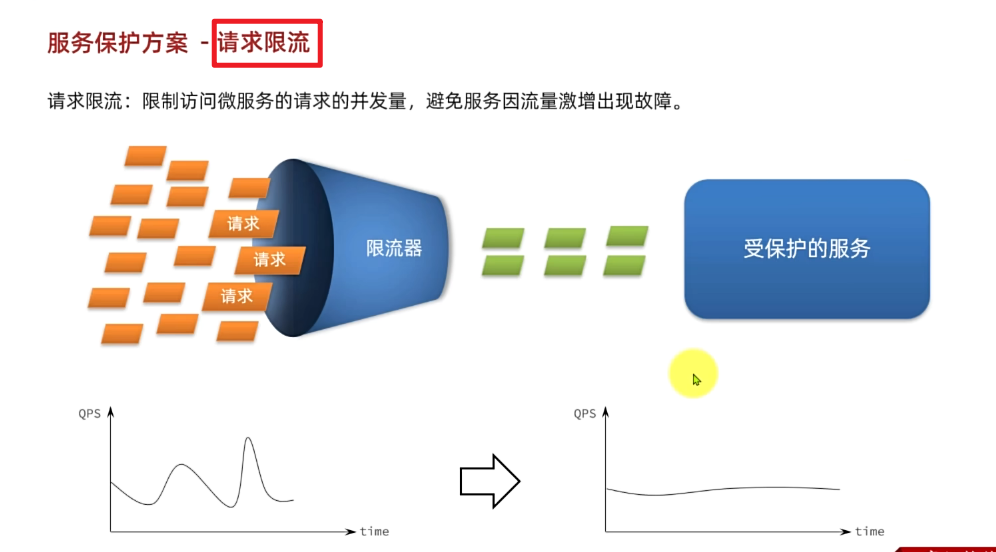 服务保护方案 - 请求限流
请求限流：限制访问微服务的请求的并发量，避免服务因流量激增出现故障。
请求
请求
请求
限流器
受保护的服务
QPS
time
QPS
time